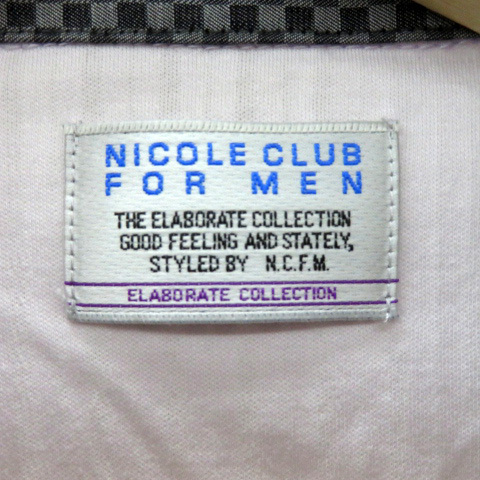 NICOLE CLUB
FOR MEN
THE ELABORATE COLLECTION
GOOD FEELING AND STATELY,
STYLED BY N.C.F.M.
ELABORATE COLLECTION